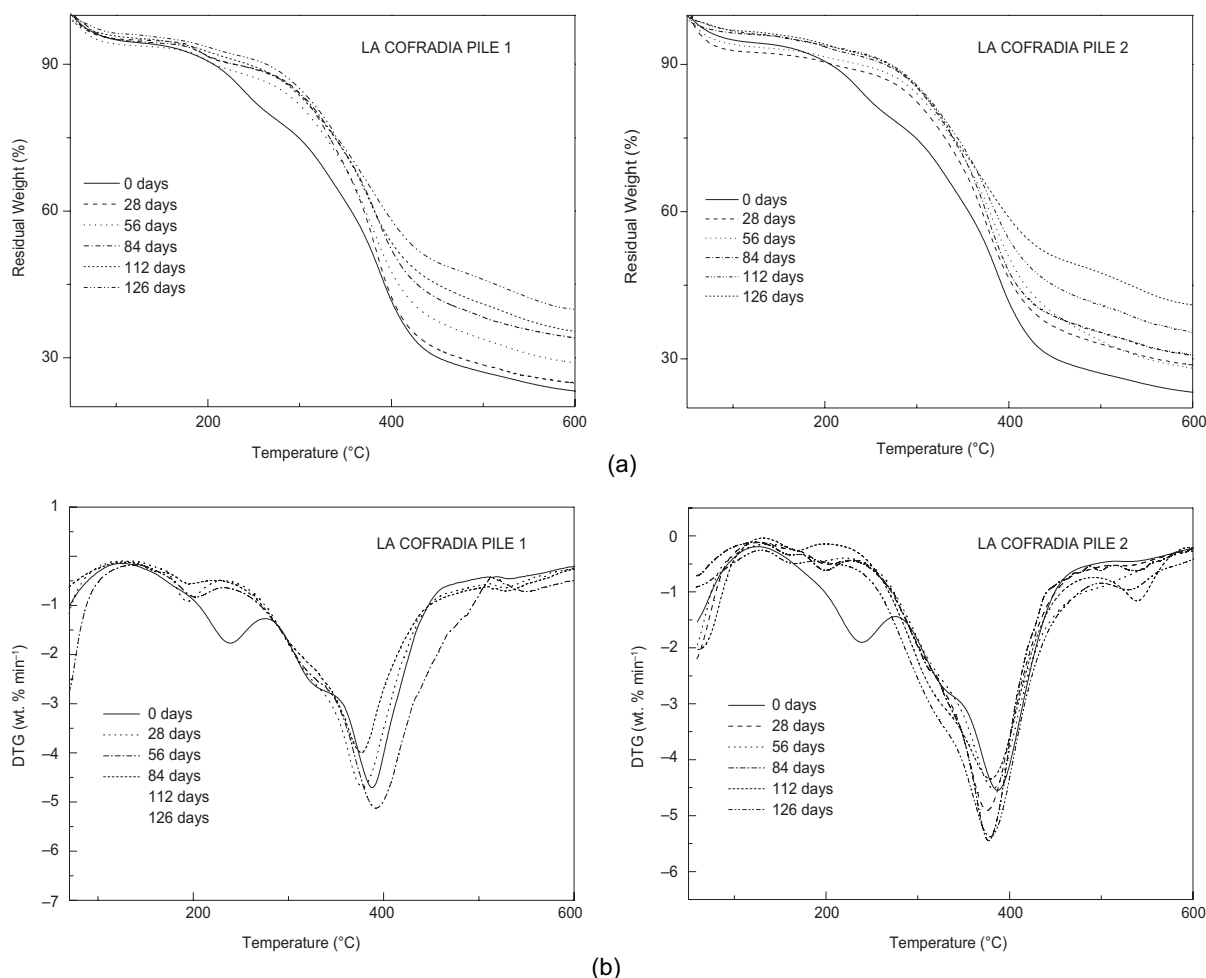 LA COFRADIA PILE 1
90
60
30
Residual Weight (%)
0 days
28 days
56 days
84 days
112 days
126 days
200
400
600
Temperature (°C)
LA COFRADIA PILE 2
90
60
30
Residual Weight (%)
0 days
28 days
56 days
84 days
112 days
126 days
200
400
600
Temperature (°C)
(a)
1
0
–1
–2
–3
–4
–5
–6
–7
DTG (wt. % min⁻¹)
LA COFRADIA PILE 1
0 days
28 days
56 days
84 days
112 days
126 days
200
400
600
Temperature (°C)
0
–1
–2
–3
–4
–5
–6
DTG (wt. % min⁻¹)
LA COFRADIA PILE 2
0 days
28 days
56 days
84 days
112 days
126 days
200
400
600
Temperature (°C)
(b)